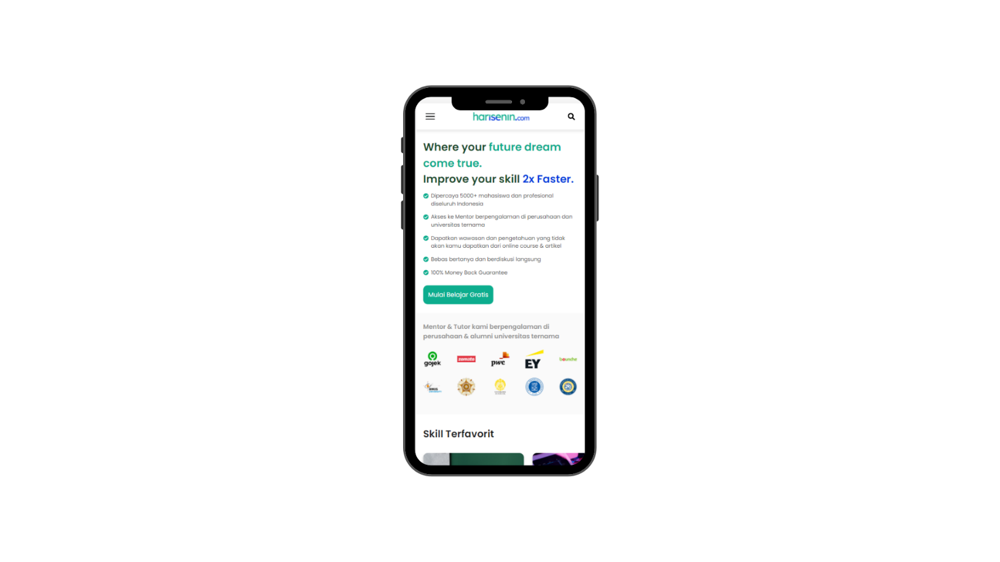 harisenin.com
Where your future dream
come true.
Improve your skill 2x Faster.
Dipercaya 5000+ mahasiswa dan profesional
diseluruh Indonesia
Akses ke Mentor berpengalaman di perusahaan dan
universitas ternama
Dapatkan wawasan dan pengetahuan yang tidak
akan kamu dapatkan dari online course & artikel
Bebas bertanya dan berdiskusi langsung
100% Money Back Guarantee
Mulai Belajar Gratis
Mentor & Tutor kami berpengalaman di
perusahaan & alumni universitas ternama
gojek zomato pwc EY bounche
BINUS UNIVERSITY
Skill Terfavorit